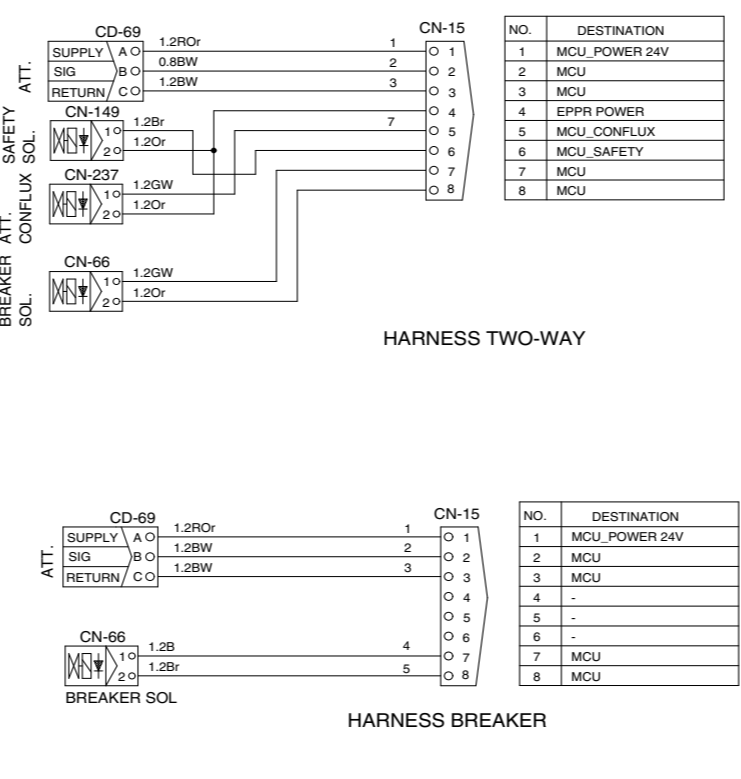 CD-69
SUPPLY A 1.2ROr 1
SIG B 0.8BW 2
RETURN C 1.2BW 3
ATT.
CN-149
1 1.2Br
2 1.2Or
SAFETY SOL.
CN-237
1 1.2GW
2 1.2Or
ATT. CONFLUX
CN-66
1 1.2GW
2 1.2Or
BREAKER SOL.
7
CN-15
1
2
3
4
5
6
7
8
NO. DESTINATION
1 MCU_POWER 24V
2 MCU
3 MCU
4 EPPR POWER
5 MCU_CONFLUX
6 MCU_SAFETY
7 MCU
8 MCU
HARNESS TWO-WAY
CD-69
SUPPLY A 1.2ROr 1
SIG B 1.2BW 2
RETURN C 1.2BW 3
ATT.
CN-66
1 1.2B 4
2 1.2Br 5
BREAKER SOL
CN-15
1
2
3
4
5
6
7
8
NO. DESTINATION
1 MCU_POWER 24V
2 MCU
3 MCU
4 -
5 -
6 -
7 MCU
8 MCU
HARNESS BREAKER